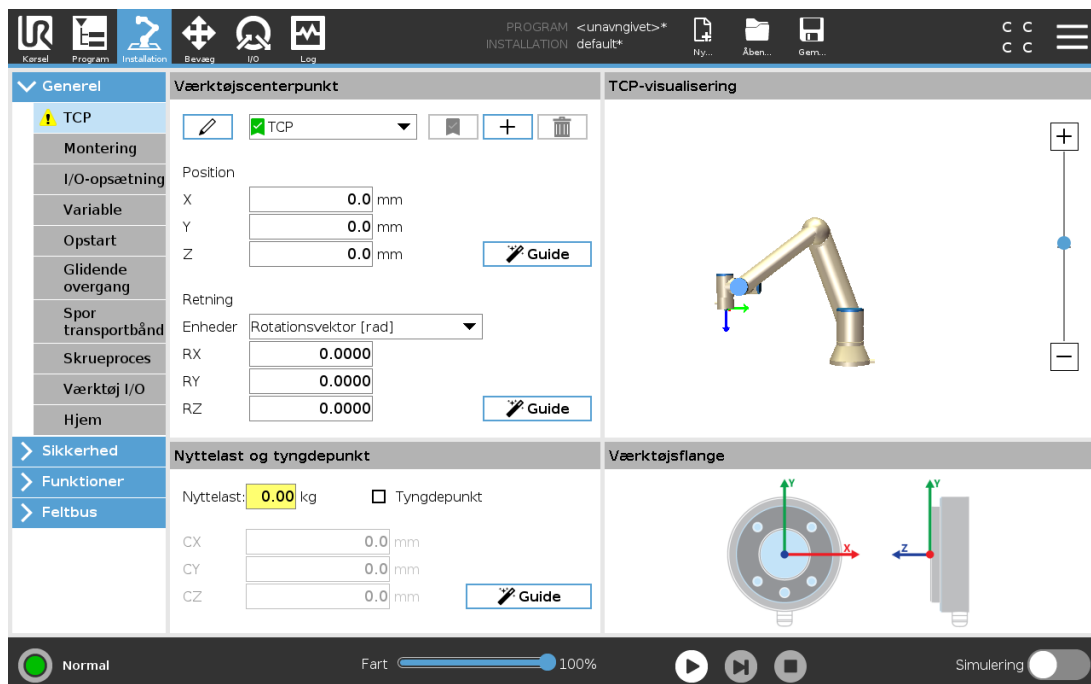 UR
PROGRAM <unavngivet>*
INSTALLATION default*
C C
C C
Kørsel Program Installation Bevæg I/O Log Ny... Åben... Gem...
Generel
TCP
Montering
I/O-opsætning
Variable
Opstart
Glidende
overgang
Spor
transportbånd
Skrueproces
Værktøj I/O
Hjem
Sikkerhed
Funktioner
Feltbus
Værktøjscenterpunkt
TCP
Position
X 0.0 mm
Y 0.0 mm
Z 0.0 mm Guide
Retning
Enheder Rotationsvektor [rad]
RX 0.0000
RY 0.0000
RZ 0.0000 Guide
Nyttelast og tyngdepunkt
Nyttelast: 0.00 kg Tyngdepunkt
CX 0.0 mm
CY 0.0 mm
CZ 0.0 mm Guide
TCP-visualisering
Værktøjsflange
Y Y
X Z
Normal Fart 100% Simulering